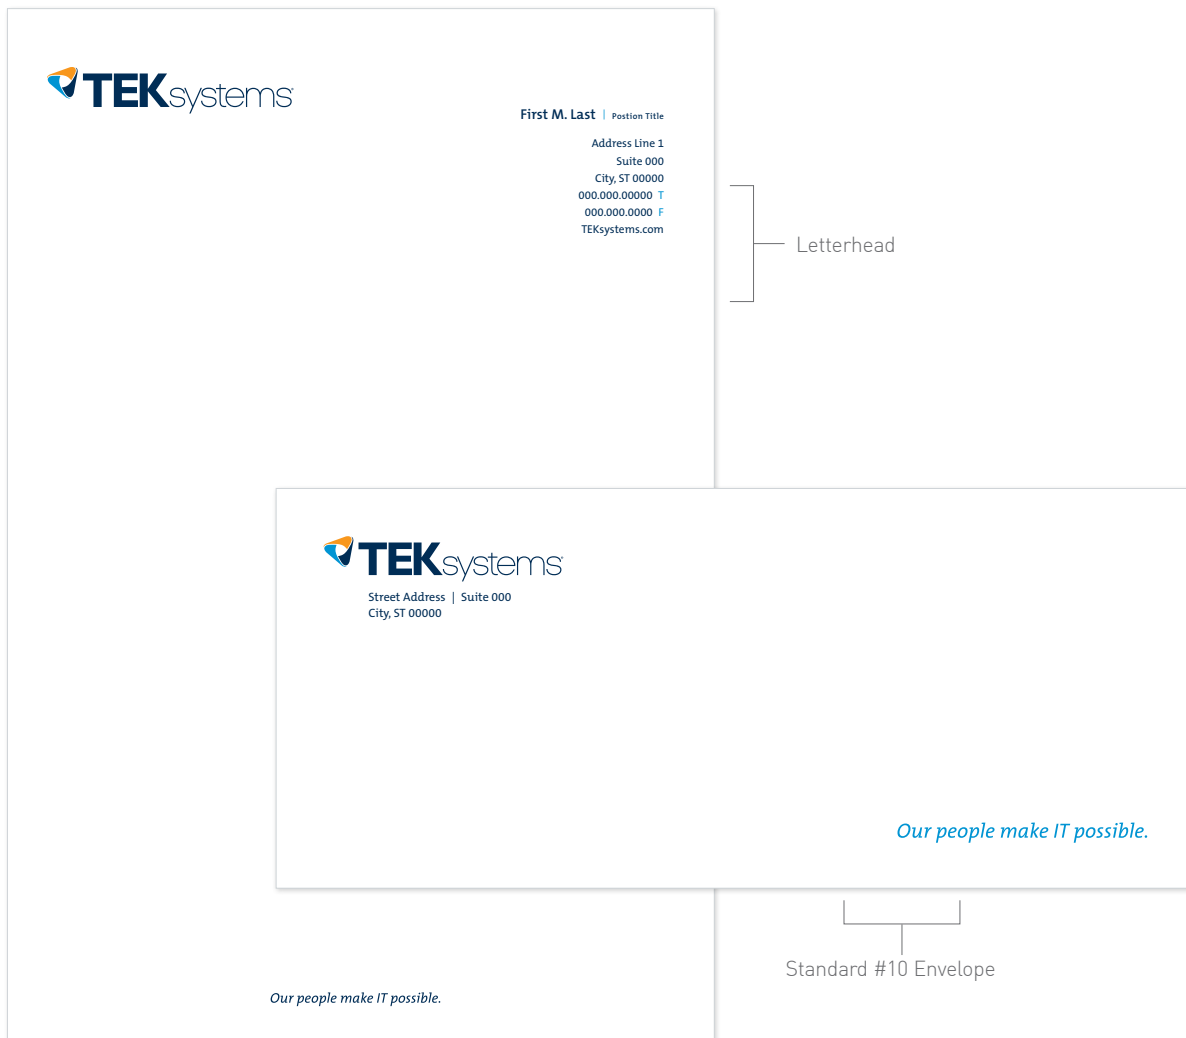 TEKsystems
First M. Last | Postion Title
Address Line 1
Suite 000
City, ST 00000
000.000.00000 T
000.000.0000 F
TEKsystems.com
Letterhead
TEKsystems
Street Address | Suite 000
City, ST 00000
Our people make IT possible.
Standard #10 Envelope
Our people make IT possible.